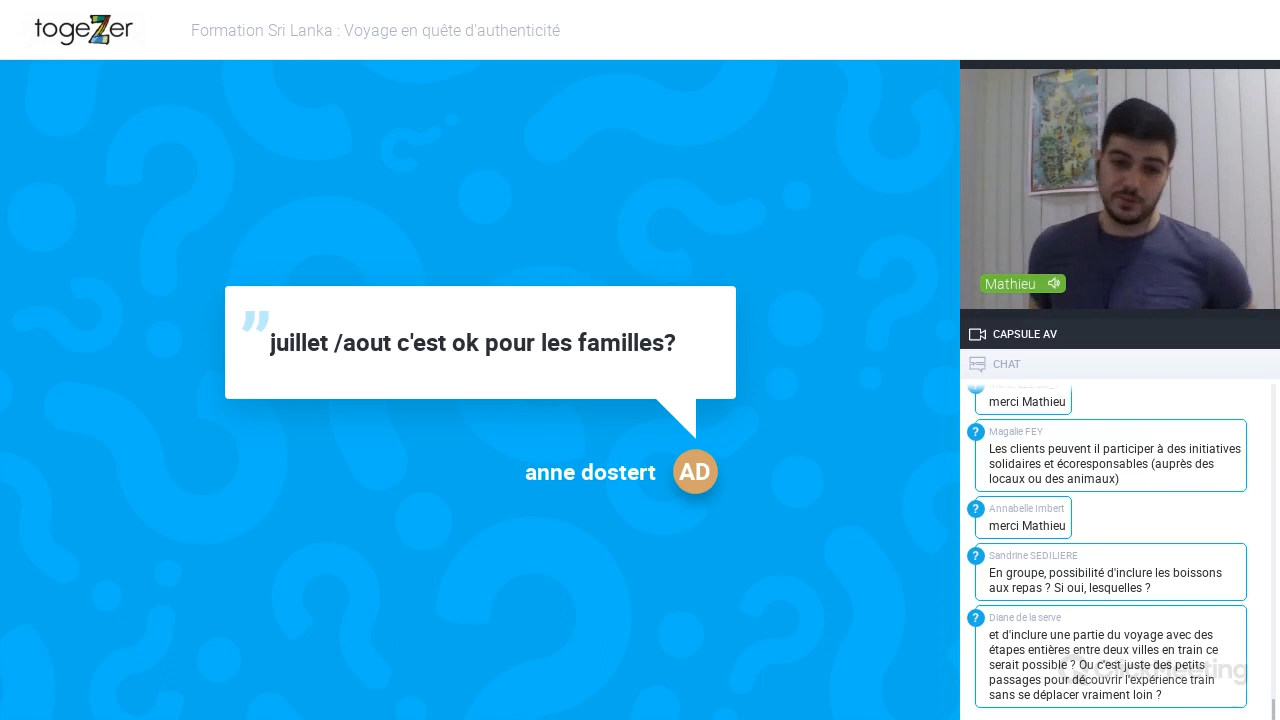 togeZer
Formation Sri Lanka : Voyage en quête d'authenticité
juillet /aout c'est ok pour les familles?
anne dostert
AD
Mathieu
CAPSULE AV
CHAT
merci Mathieu
Magalie FEY
Les clients peuvent il participer à des initiatives
solidaires et écoresponsables (auprès des
locaux ou des animaux)
Annabelle Imbert
merci Mathieu
Sandrine SEDILIERE
En groupe, possibilité d'inclure les boissons
aux repas ? Si oui, lesquelles ?
Diane de la serve
et d'inclure une partie du voyage avec des
étapes entières entre deux villes en train ce
serait possible ? Ou c'est juste des petits
passages pour découvrir l'expérience train
sans se déplacer vraiment loin ?
ClickMeeting